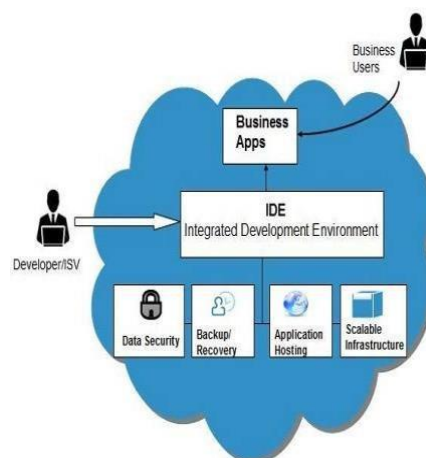 Business
Users
Business
Apps
IDE
Integrated Development Environment
Developer/ISV
Data Security
Backup/
Recovery
Application
Hosting
Scalable
Infrastructure